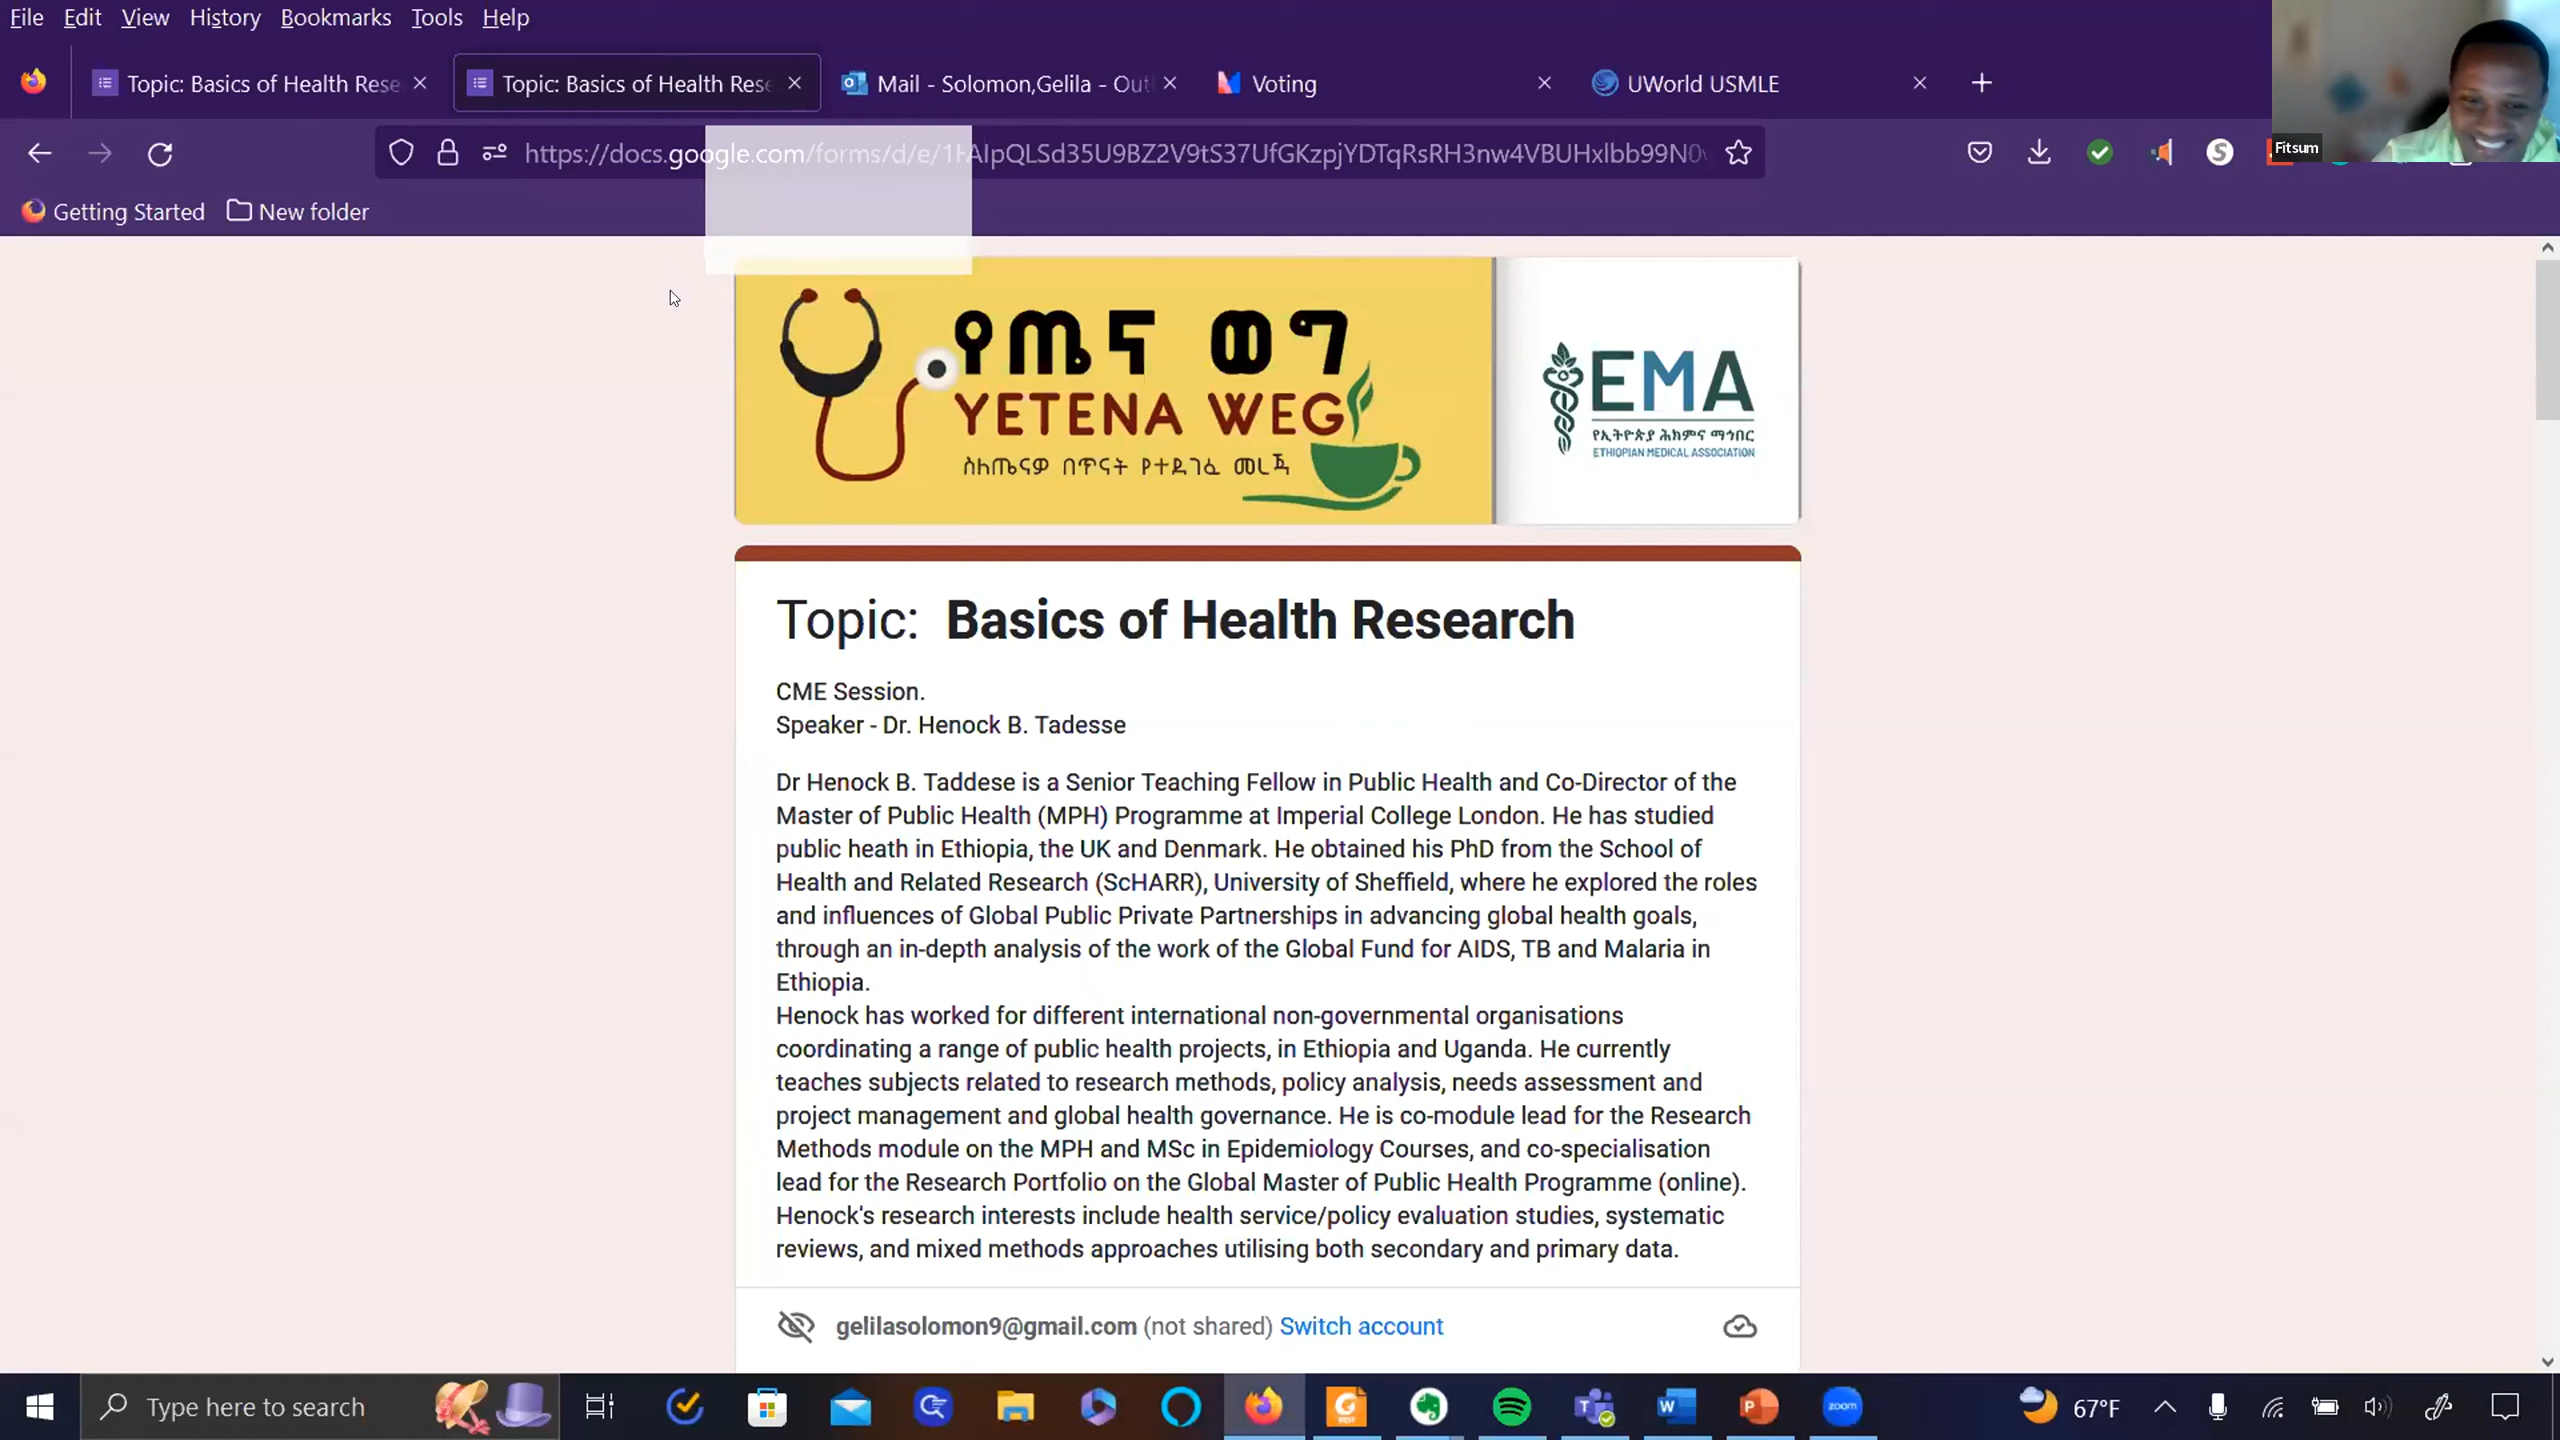 File Edit View History Bookmarks Tools Help
Topic: Basics of Health Rese
Topic: Basics of Health Rese
Mail - Solomon,Gelila - Out
Voting
UWorld USMLE
Fitsum
Getting Started
New folder
የጤና ወግ
YETENA WEG
ስለጤናዎ በጥናት የተደገፈ መረጃ
EMA
የኢትዮጵያ ሕክምና ማኅበር
ETHIOPIAN MEDICAL ASSOCIATION
Topic: Basics of Health Research
CME Session.
Speaker - Dr. Henock B. Tadesse
Dr Henock B. Taddese is a Senior Teaching Fellow in Public Health and Co-Director of the
Master of Public Health (MPH) Programme at Imperial College London. He has studied
public heath in Ethiopia, the UK and Denmark. He obtained his PhD from the School of
Health and Related Research (ScHARR), University of Sheffield, where he explored the roles
and influences of Global Public Private Partnerships in advancing global health goals,
through an in-depth analysis of the work of the Global Fund for AIDS, TB and Malaria in
Ethiopia.
Henock has worked for different international non-governmental organisations
coordinating a range of public health projects, in Ethiopia and Uganda. He currently
teaches subjects related to research methods, policy analysis, needs assessment and
project management and global health governance. He is co-module lead for the Research
Methods module on the MPH and MSc in Epidemiology Courses, and co-specialisation
lead for the Research Portfolio on the Global Master of Public Health Programme (online).
Henock's research interests include health service/policy evaluation studies, systematic
reviews, and mixed methods approaches utilising both secondary and primary data.
gelilasolomon9@gmail.com (not shared) Switch account
Type here to search
zoom
67°F